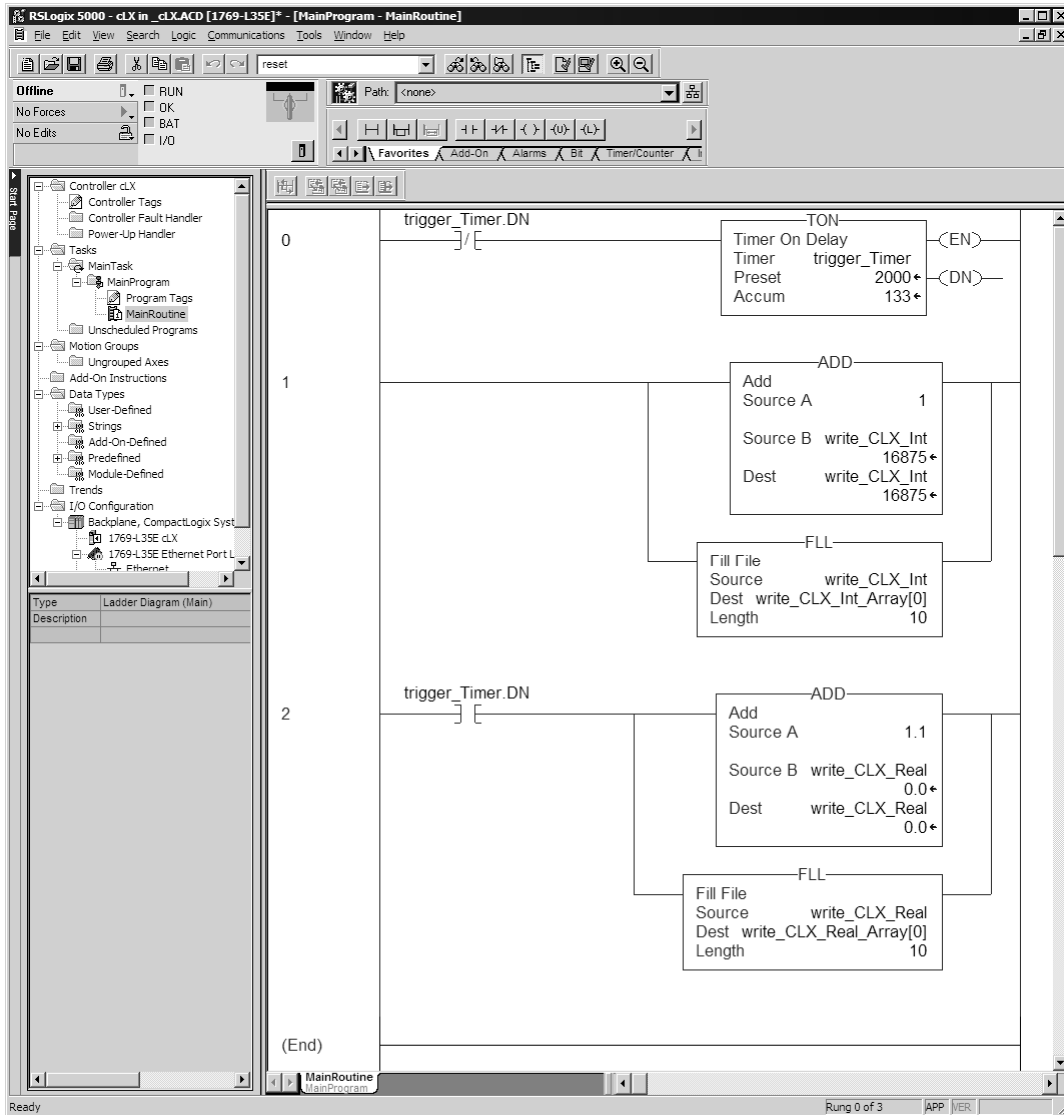 RSLogix 5000 - cLX in _cLX.ACD [1769-L35E]* - [MainProgram - MainRoutine]
File Edit View Search Logic Communications Tools Window Help
reset
Offline
No Forces
No Edits
RUN
OK
BAT
I/O
Path: <none>
Favorites Add-On Alarms Bit Timer/Counter
Start Page
Controller cLX
Controller Tags
Controller Fault Handler
Power-Up Handler
Tasks
MainTask
MainProgram
Program Tags
MainRoutine
Unscheduled Programs
Motion Groups
Ungrouped Axes
Add-On Instructions
Data Types
User-Defined
Strings
Add-On-Defined
Predefined
Module-Defined
Trends
I/O Configuration
Backplane, CompactLogix Syst
1769-L35E cLX
1769-L35E Ethernet Port L
Ethernet
Type Ladder Diagram (Main)
Description
0
trigger_Timer.DN
TON
Timer On Delay
Timer trigger_Timer
Preset 2000
Accum 133
(EN)
(DN)
1
ADD
Add
Source A 1
Source B write_CLX_Int
16875
Dest write_CLX_Int
16875
FLL
Fill File
Source write_CLX_Int
Dest write_CLX_Int_Array[0]
Length 10
2
trigger_Timer.DN
ADD
Add
Source A 1.1
Source B write_CLX_Real
0.0
Dest write_CLX_Real
0.0
FLL
Fill File
Source write_CLX_Real
Dest write_CLX_Real_Array[0]
Length 10
(End)
MainRoutine
MainProgram
Ready
Rung 0 of 3
APP
VER